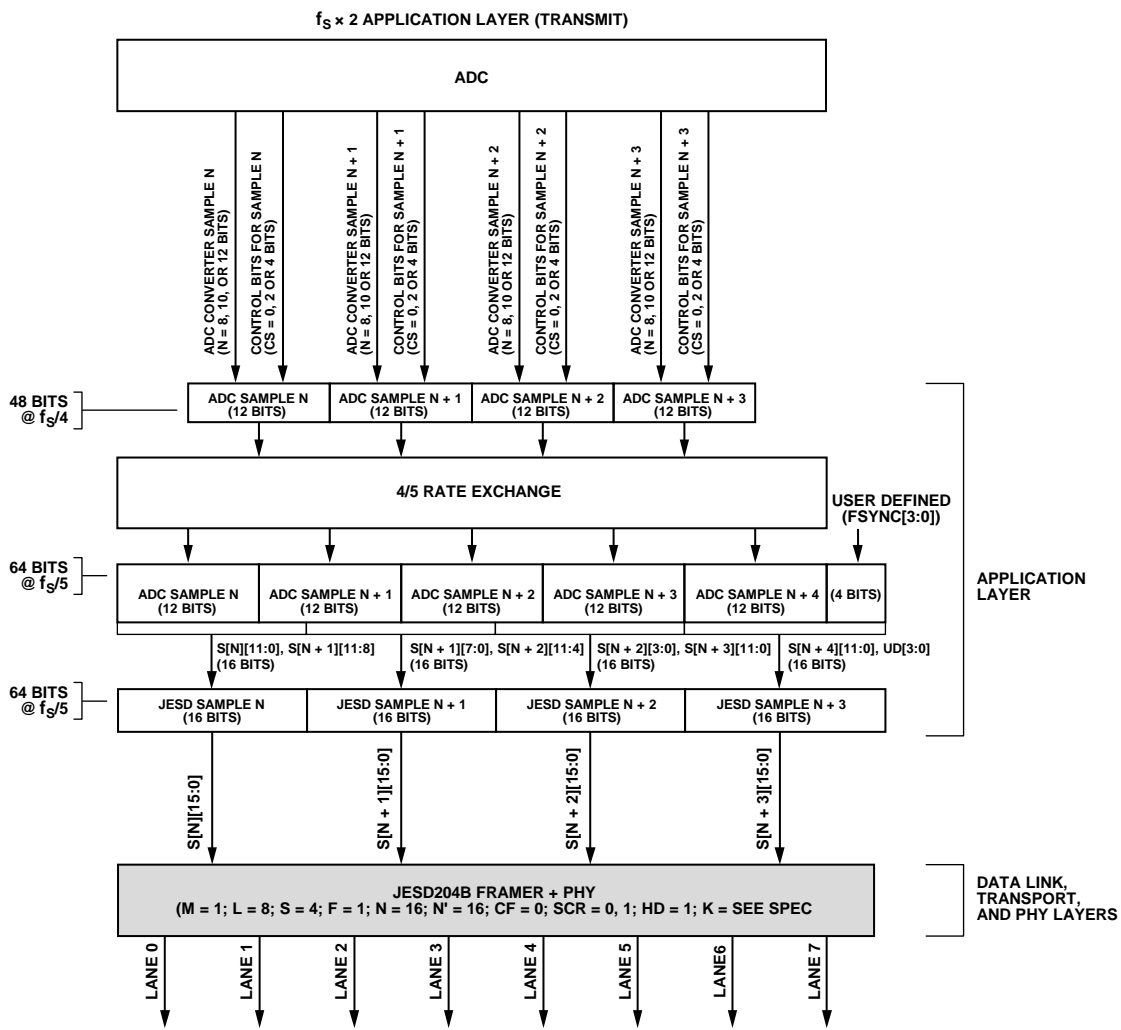 fS × 2 APPLICATION LAYER (TRANSMIT)
ADC
ADC CONVERTER SAMPLE N
(N = 8, 10, OR 12 BITS)
CONTROL BITS FOR SAMPLE N
(CS = 0, 2 OR 4 BITS)
ADC CONVERTER SAMPLE N + 1
(N = 8, 10 OR 12 BITS)
CONTROL BITS FOR SAMPLE N + 1
(CS = 0, 2 OR 4 BITS)
ADC CONVERTER SAMPLE N + 2
(N = 8, 10 OR 12 BITS)
CONTROL BITS FOR SAMPLE N + 2
(CS = 0, 2 OR 4 BITS)
ADC CONVERTER SAMPLE N + 3
(N = 8, 10 OR 12 BITS)
CONTROL BITS FOR SAMPLE N + 3
(CS = 0, 2 OR 4 BITS)
48 BITS
@ fS/4
ADC SAMPLE N
(12 BITS)
ADC SAMPLE N + 1
(12 BITS)
ADC SAMPLE N + 2
(12 BITS)
ADC SAMPLE N + 3
(12 BITS)
4/5 RATE EXCHANGE
USER DEFINED
(FSYNC[3:0])
64 BITS
@ fS/5
ADC SAMPLE N
(12 BITS)
ADC SAMPLE N + 1
(12 BITS)
ADC SAMPLE N + 2
(12 BITS)
ADC SAMPLE N + 3
(12 BITS)
ADC SAMPLE N + 4
(12 BITS)
(4 BITS)
APPLICATION
LAYER
S[N][11:0], S[N + 1][11:8]
(16 BITS)
S[N + 1][7:0], S[N + 2][11:4]
(16 BITS)
S[N + 2][3:0], S[N + 3][11:0]
(16 BITS)
S[N + 4][11:0], UD[3:0]
(16 BITS)
64 BITS
@ fS/5
JESD SAMPLE N
(16 BITS)
JESD SAMPLE N + 1
(16 BITS)
JESD SAMPLE N + 2
(16 BITS)
JESD SAMPLE N + 3
(16 BITS)
S[N][15:0]
S[N + 1][15:0]
S[N + 2][15:0]
S[N + 3][15:0]
JESD204B FRAMER + PHY
(M = 1; L = 8; S = 4; F = 1; N = 16; N' = 16; CF = 0; SCR = 0, 1; HD = 1; K = SEE SPEC
DATA LINK,
TRANSPORT,
AND PHY LAYERS
LANE 0
LANE 1
LANE 2
LANE 3
LANE 4
LANE 5
LANE6
LANE 7